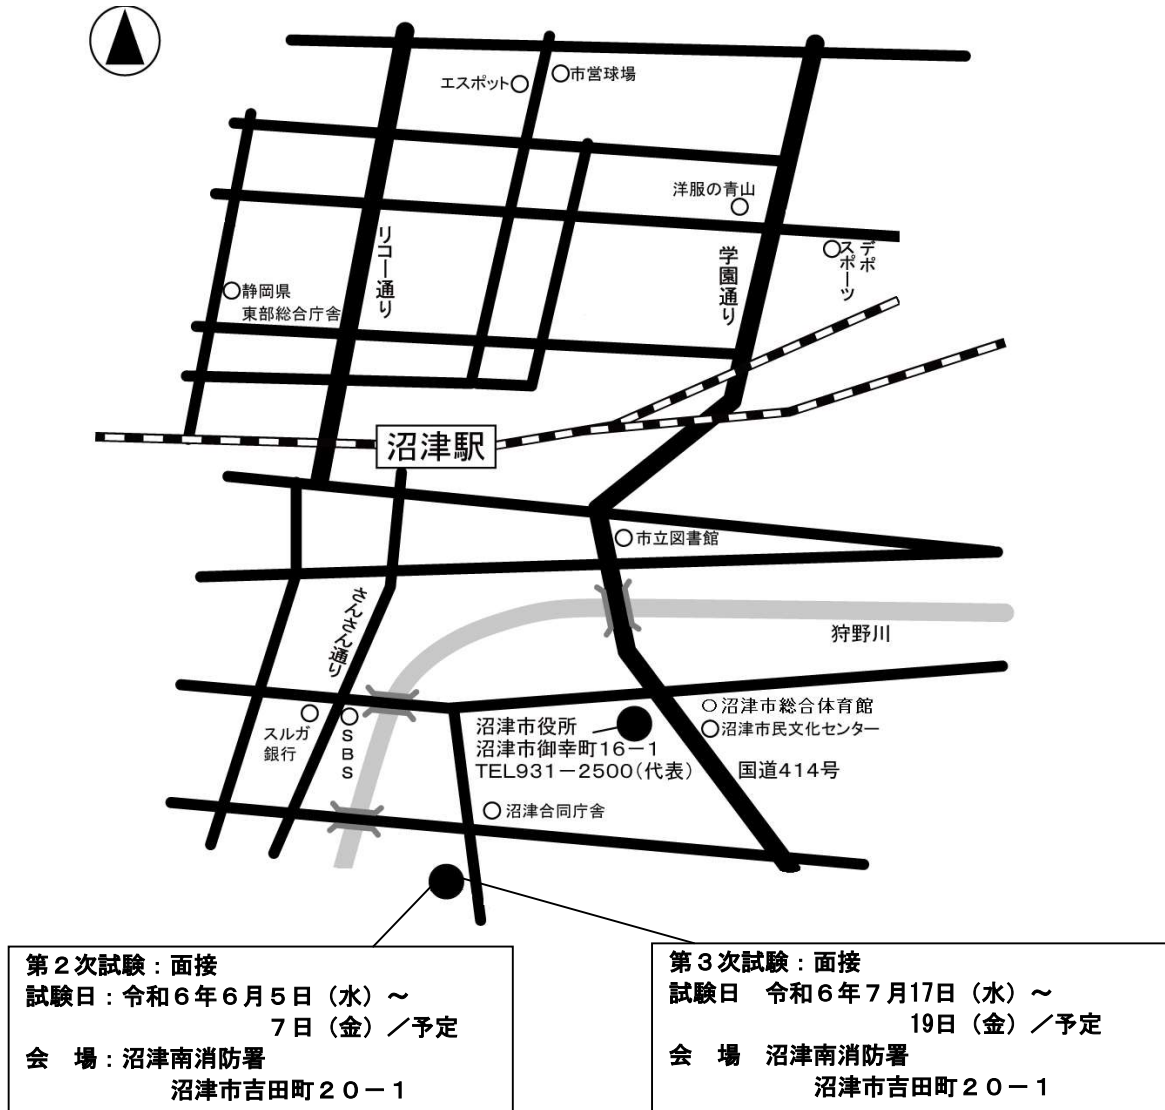 エスポット
市営球場
洋服の青山
リコー通り
学園通り
デポ
スポーツ
静岡県
東部総合庁舎
沼津駅
市立図書館
さんさん通り
狩野川
スルガ
銀行
SBS
沼津市役所
沼津市御幸町16－1
TEL931－2500(代表)
沼津市総合体育館
沼津市民文化センター
国道414号
沼津合同庁舎
第２次試験：面接
試験日：令和６年６月５日（水）～
７日（金）／予定
会　場：沼津南消防署
沼津市吉田町２０－１
第３次試験：面接
試験日　令和６年７月17日（水）～
19日（金）／予定
会　場　沼津南消防署
沼津市吉田町２０－１